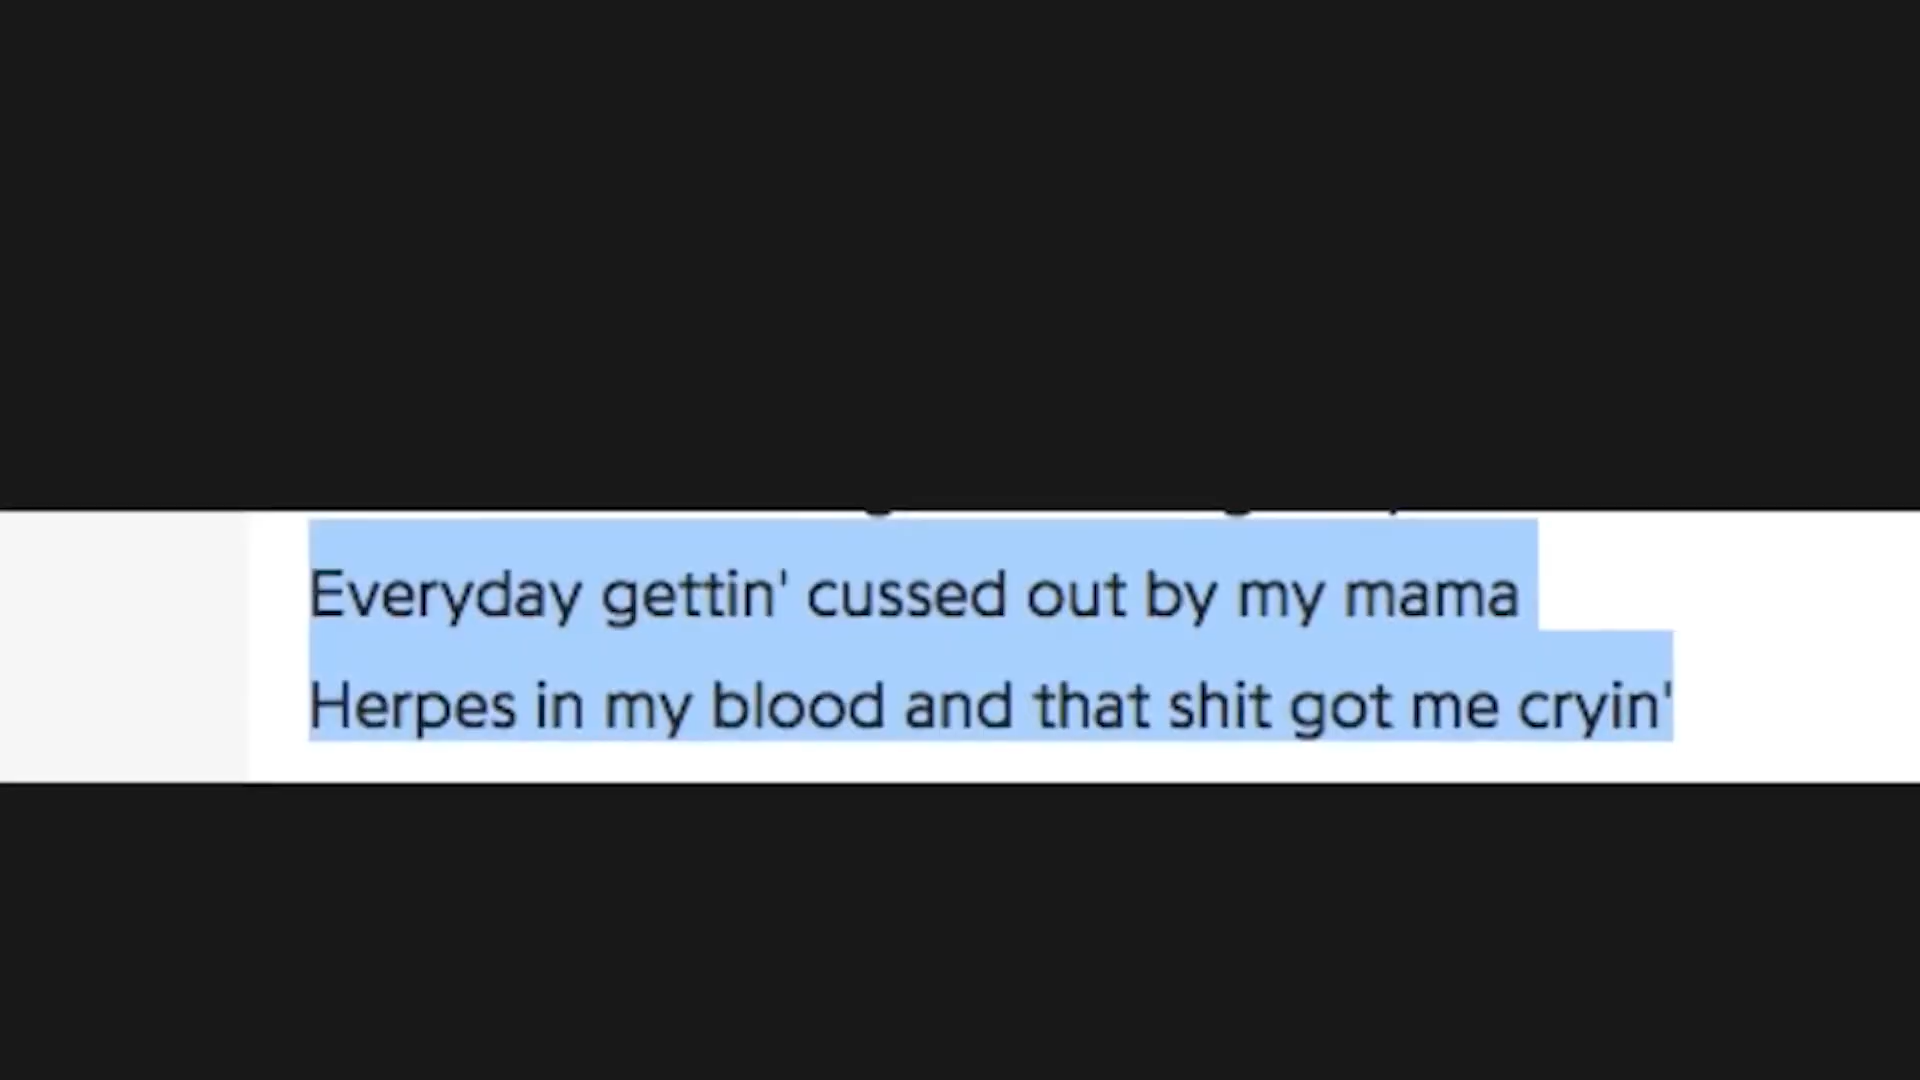 Everyday gettin' cussed out by my mama
Herpes in my blood and that shit got me cryin'